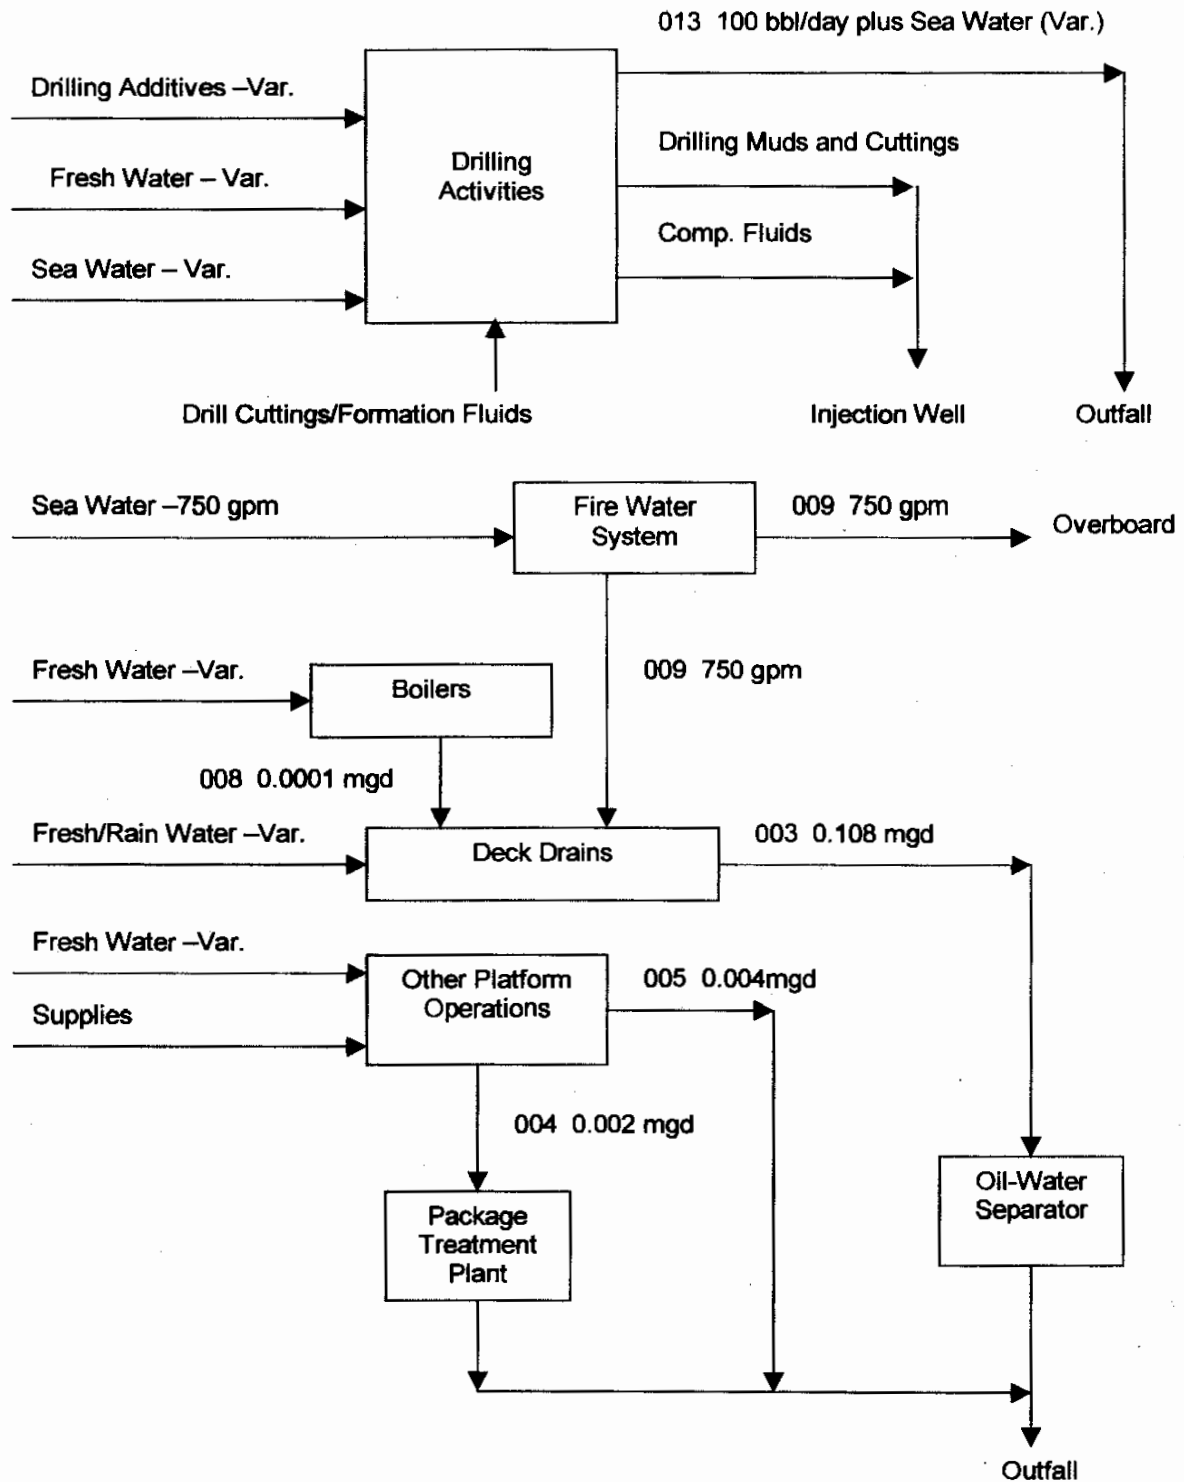 013  100 bbl/day plus Sea Water (Var.)
Drilling Additives –Var.
Drilling
Activities
Drilling Muds and Cuttings
Fresh Water – Var.
Comp. Fluids
Sea Water – Var.
Drill Cuttings/Formation Fluids
Injection Well
Outfall
Sea Water –750 gpm
Fire Water
System
009  750 gpm
Overboard
009  750 gpm
Fresh Water –Var.
Boilers
008  0.0001 mgd
Fresh/Rain Water –Var.
Deck Drains
003  0.108 mgd
Fresh Water –Var.
Other Platform
Operations
005  0.004mgd
Supplies
004  0.002 mgd
Oil-Water
Separator
Package
Treatment
Plant
Outfall